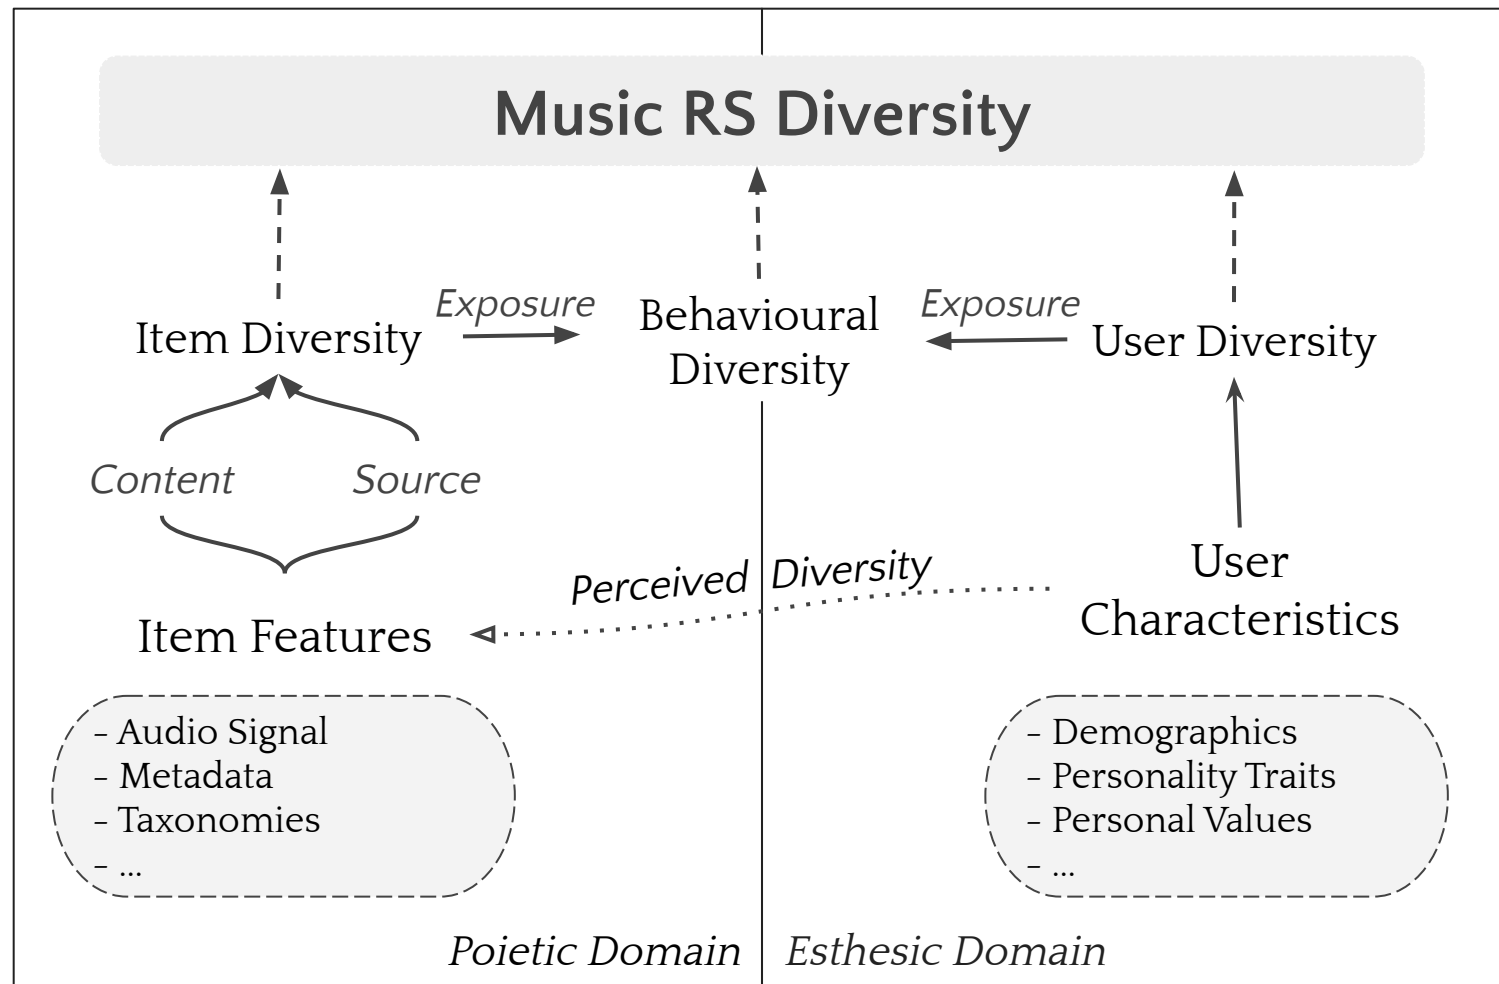 Music RS Diversity
Exposure
Exposure
Item Diversity
Behavioural
Diversity
User Diversity
Content
Source
Perceived Diversity
User
Characteristics
Item Features
- Audio Signal
- Metadata
- Taxonomies
- ...
- Demographics
- Personality Traits
- Personal Values
- ...
Poietic Domain
Esthesic Domain